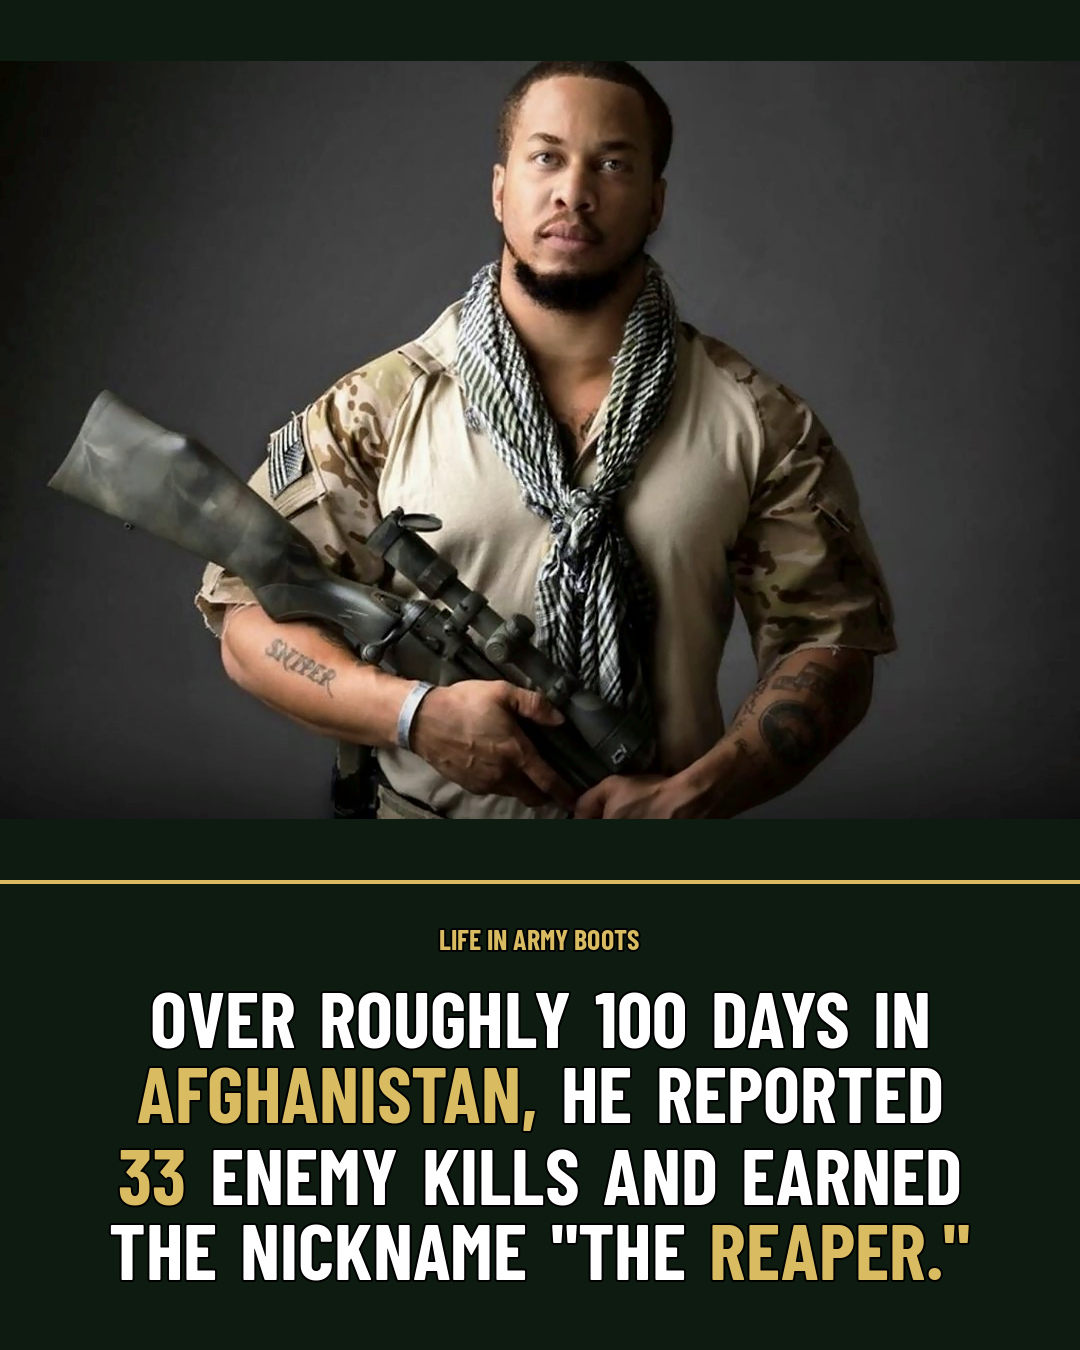 SNIPER
LIFE IN ARMY BOOTS
OVER ROUGHLY 100 DAYS IN
AFGHANISTAN, HE REPORTED
33 ENEMY KILLS AND EARNED
THE NICKNAME "THE REAPER."